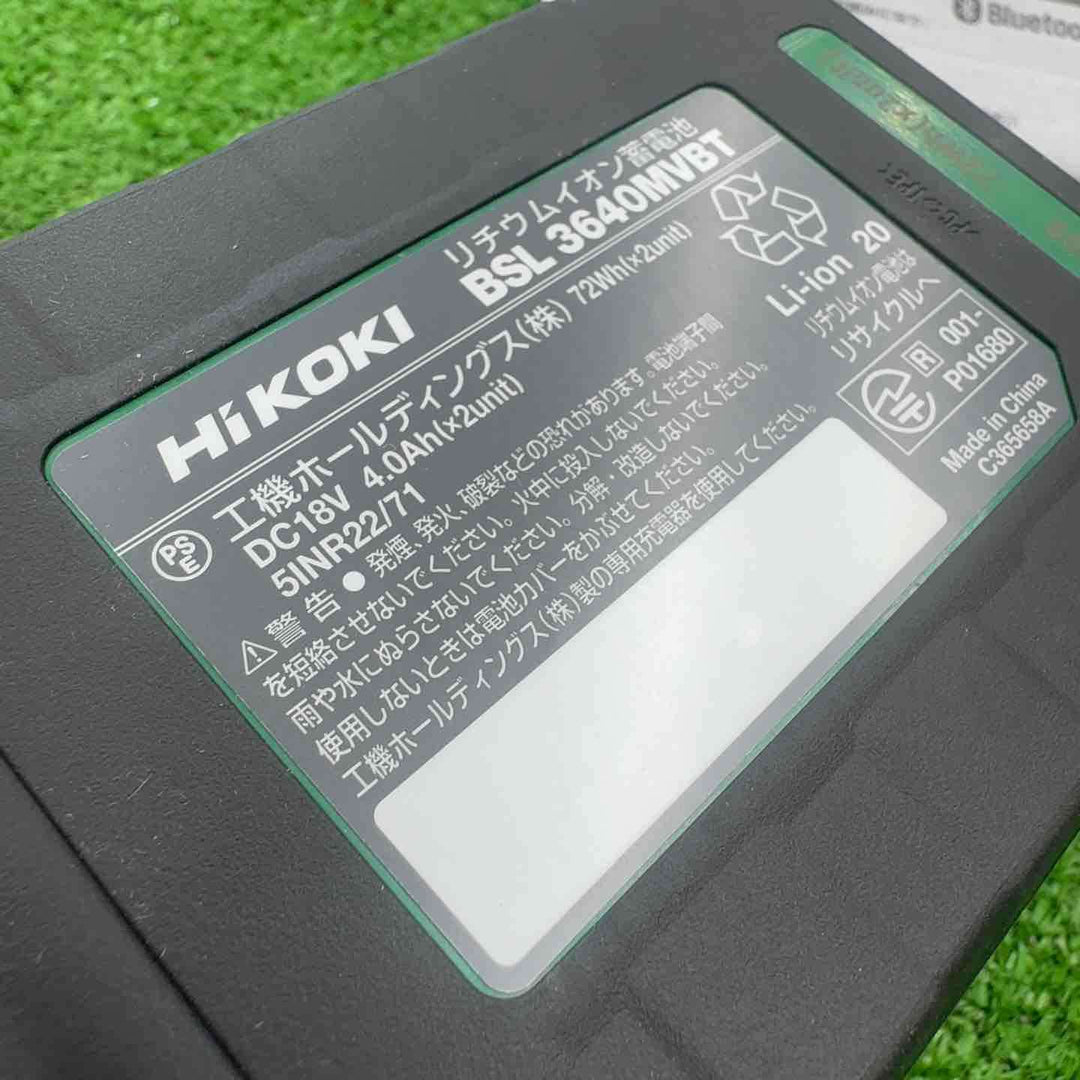 Bluetoo
HiKOKI
リチウムイオン蓄電池
BSL 3640MVBT
PS
E
工機ホールディングス(株) 72Wh(×2unit)
DC18V 4.0Ah(×2unit)
5INR22/71
警告 ● 発煙、発火、破裂などの恐れがあります。電池端子間
を短絡させないでください。火中に投入しないでください。
雨や水にぬらさないでください。分解・改造しないでください。
使用しないときは電池カバーをかぶせてください。
工機ホールディングス(株)製の専用充電器を使用してください。
Li-ion 20
リチウムイオン電池は
リサイクルへ
R 001-
P01680
Made in China
C365658A